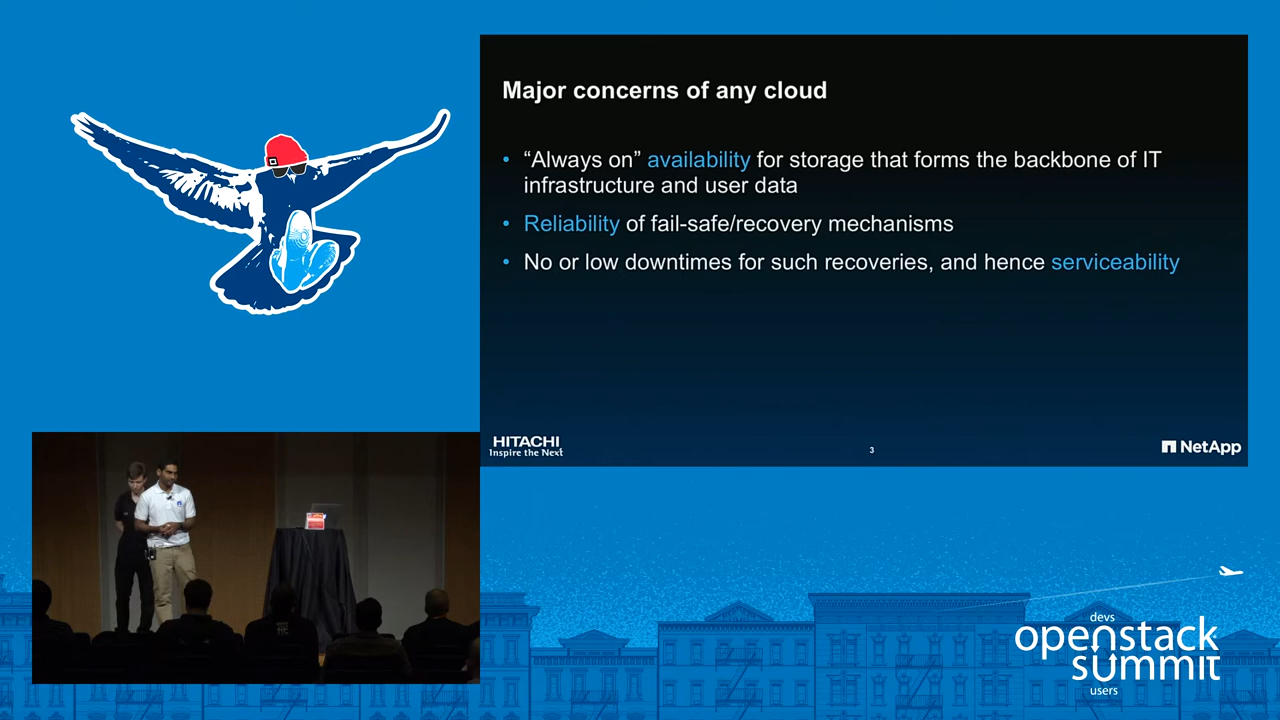 Major concerns of any cloud
• “Always on” availability for storage that forms the backbone of IT
infrastructure and user data
• Reliability of fail-safe/recovery mechanisms
• No or low downtimes for such recoveries, and hence serviceability
HITACHI
Inspire the Next
3
NetApp
devs
openstack
summit
users